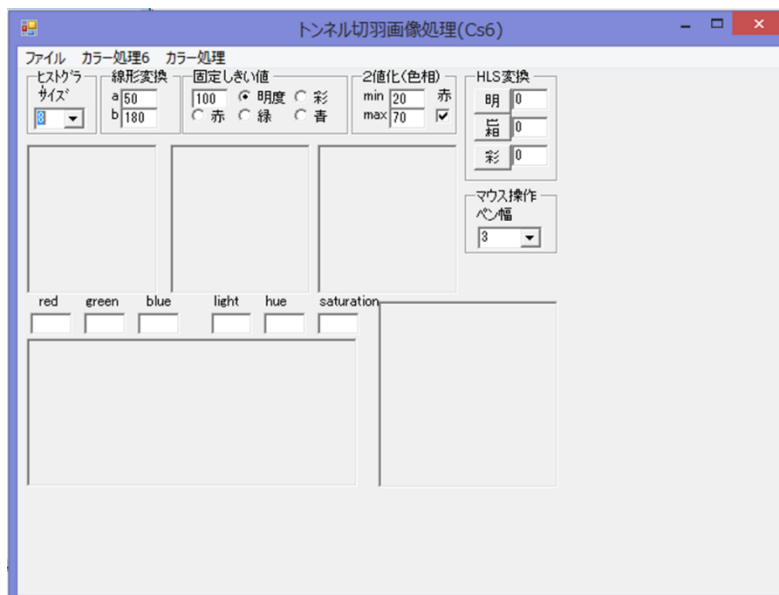 トンネル切羽画像処理(Cs6)
ファイル カラー処理6 カラー処理
ﾋｽﾄｸﾞﾗ 線形変換 固定しきい値 2値化(色相) HLS変換
ｻｲｽﾞ a 50 100 明度 彩 min 20 赤 明 0
b 180 赤 緑 青 max 70 0
彩 0
マウス操作
ペン幅
3
red green blue light hue saturation